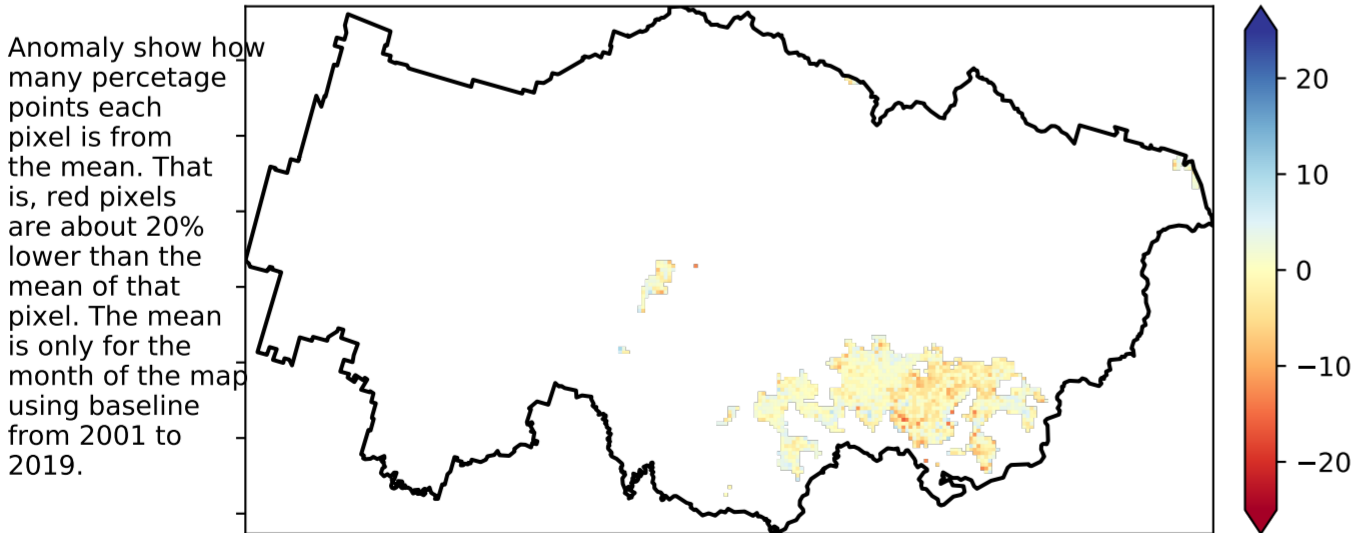 Anomaly show how
many percetage
points each
pixel is from
the mean. That
is, red pixels
are about 20%
lower than the
mean of that
pixel. The mean
is only for the
month of the map
using baseline
from 2001 to
2019.
20
10
0
−10
−20